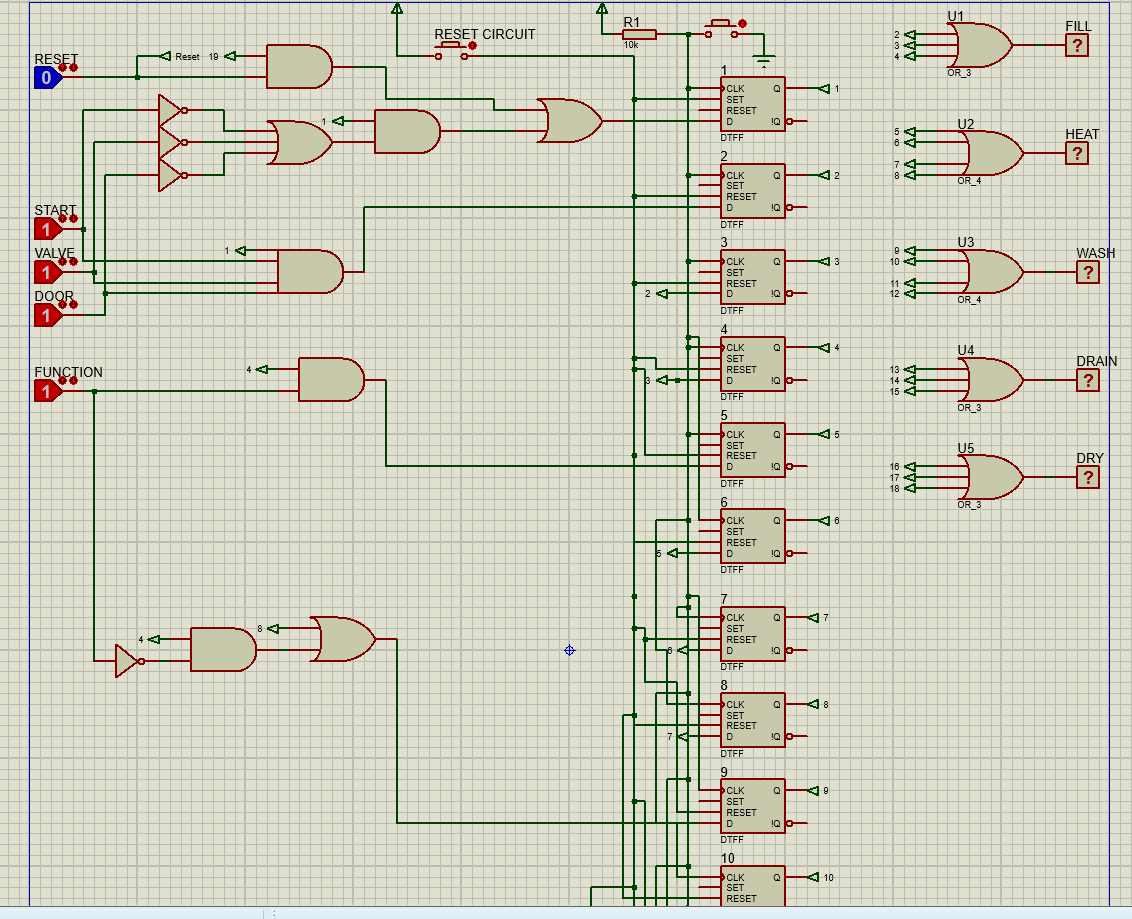 RESET
0
Reset 19
RESET CIRCUIT
R1
10k
U1
FILL
2
3
4
OR_3
?
1
CLK Q 1
SET
RESET
D !Q
DTFF
1
U2
HEAT
5
6
7
8
OR_4
?
2
CLK Q 2
SET
RESET
D !Q
DTFF
START
1
VALVE
1
DOOR
1
1
3
CLK Q 3
SET
RESET
2 D !Q
DTFF
U3
WASH
9
10
11
12
OR_4
?
4
CLK Q 4
SET
RESET
3 D !Q
DTFF
U4
DRAIN
13
14
15
OR_3
?
FUNCTION
1
4
5
CLK Q 5
SET
RESET
D !Q
DTFF
U5
DRY
16
17
18
OR_3
?
6
CLK Q 6
SET
RESET
5 D !Q
DTFF
7
CLK Q 7
SET
RESET
6 D !Q
DTFF
4
8
8
CLK Q 8
SET
RESET
7 D !Q
DTFF
9
CLK Q 9
SET
RESET
D !Q
DTFF
10
CLK Q 10
SET
RESET